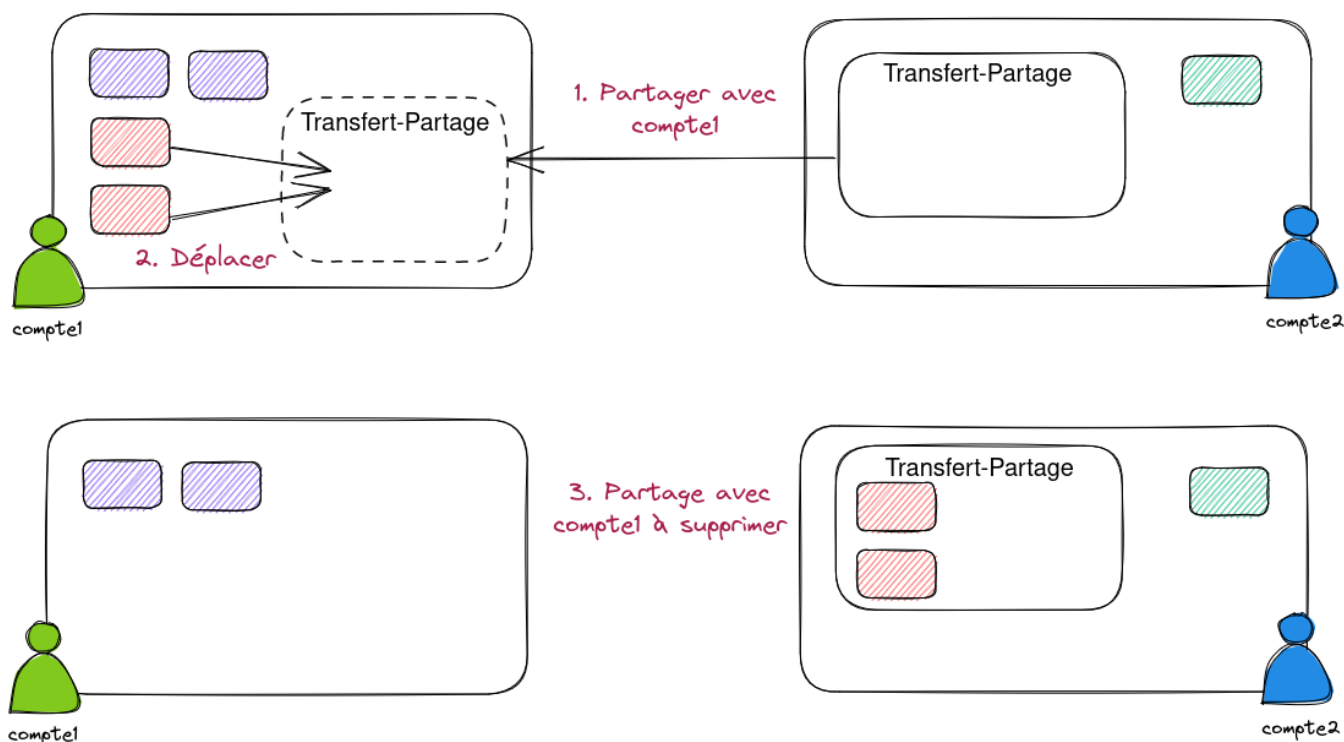 Transfert-Partage
1. Partager avec
compte1
Transfert-Partage
2. Déplacer
compte1
compte2
3. Partage avec
compte1 à supprimer
Transfert-Partage
compte1
compte2